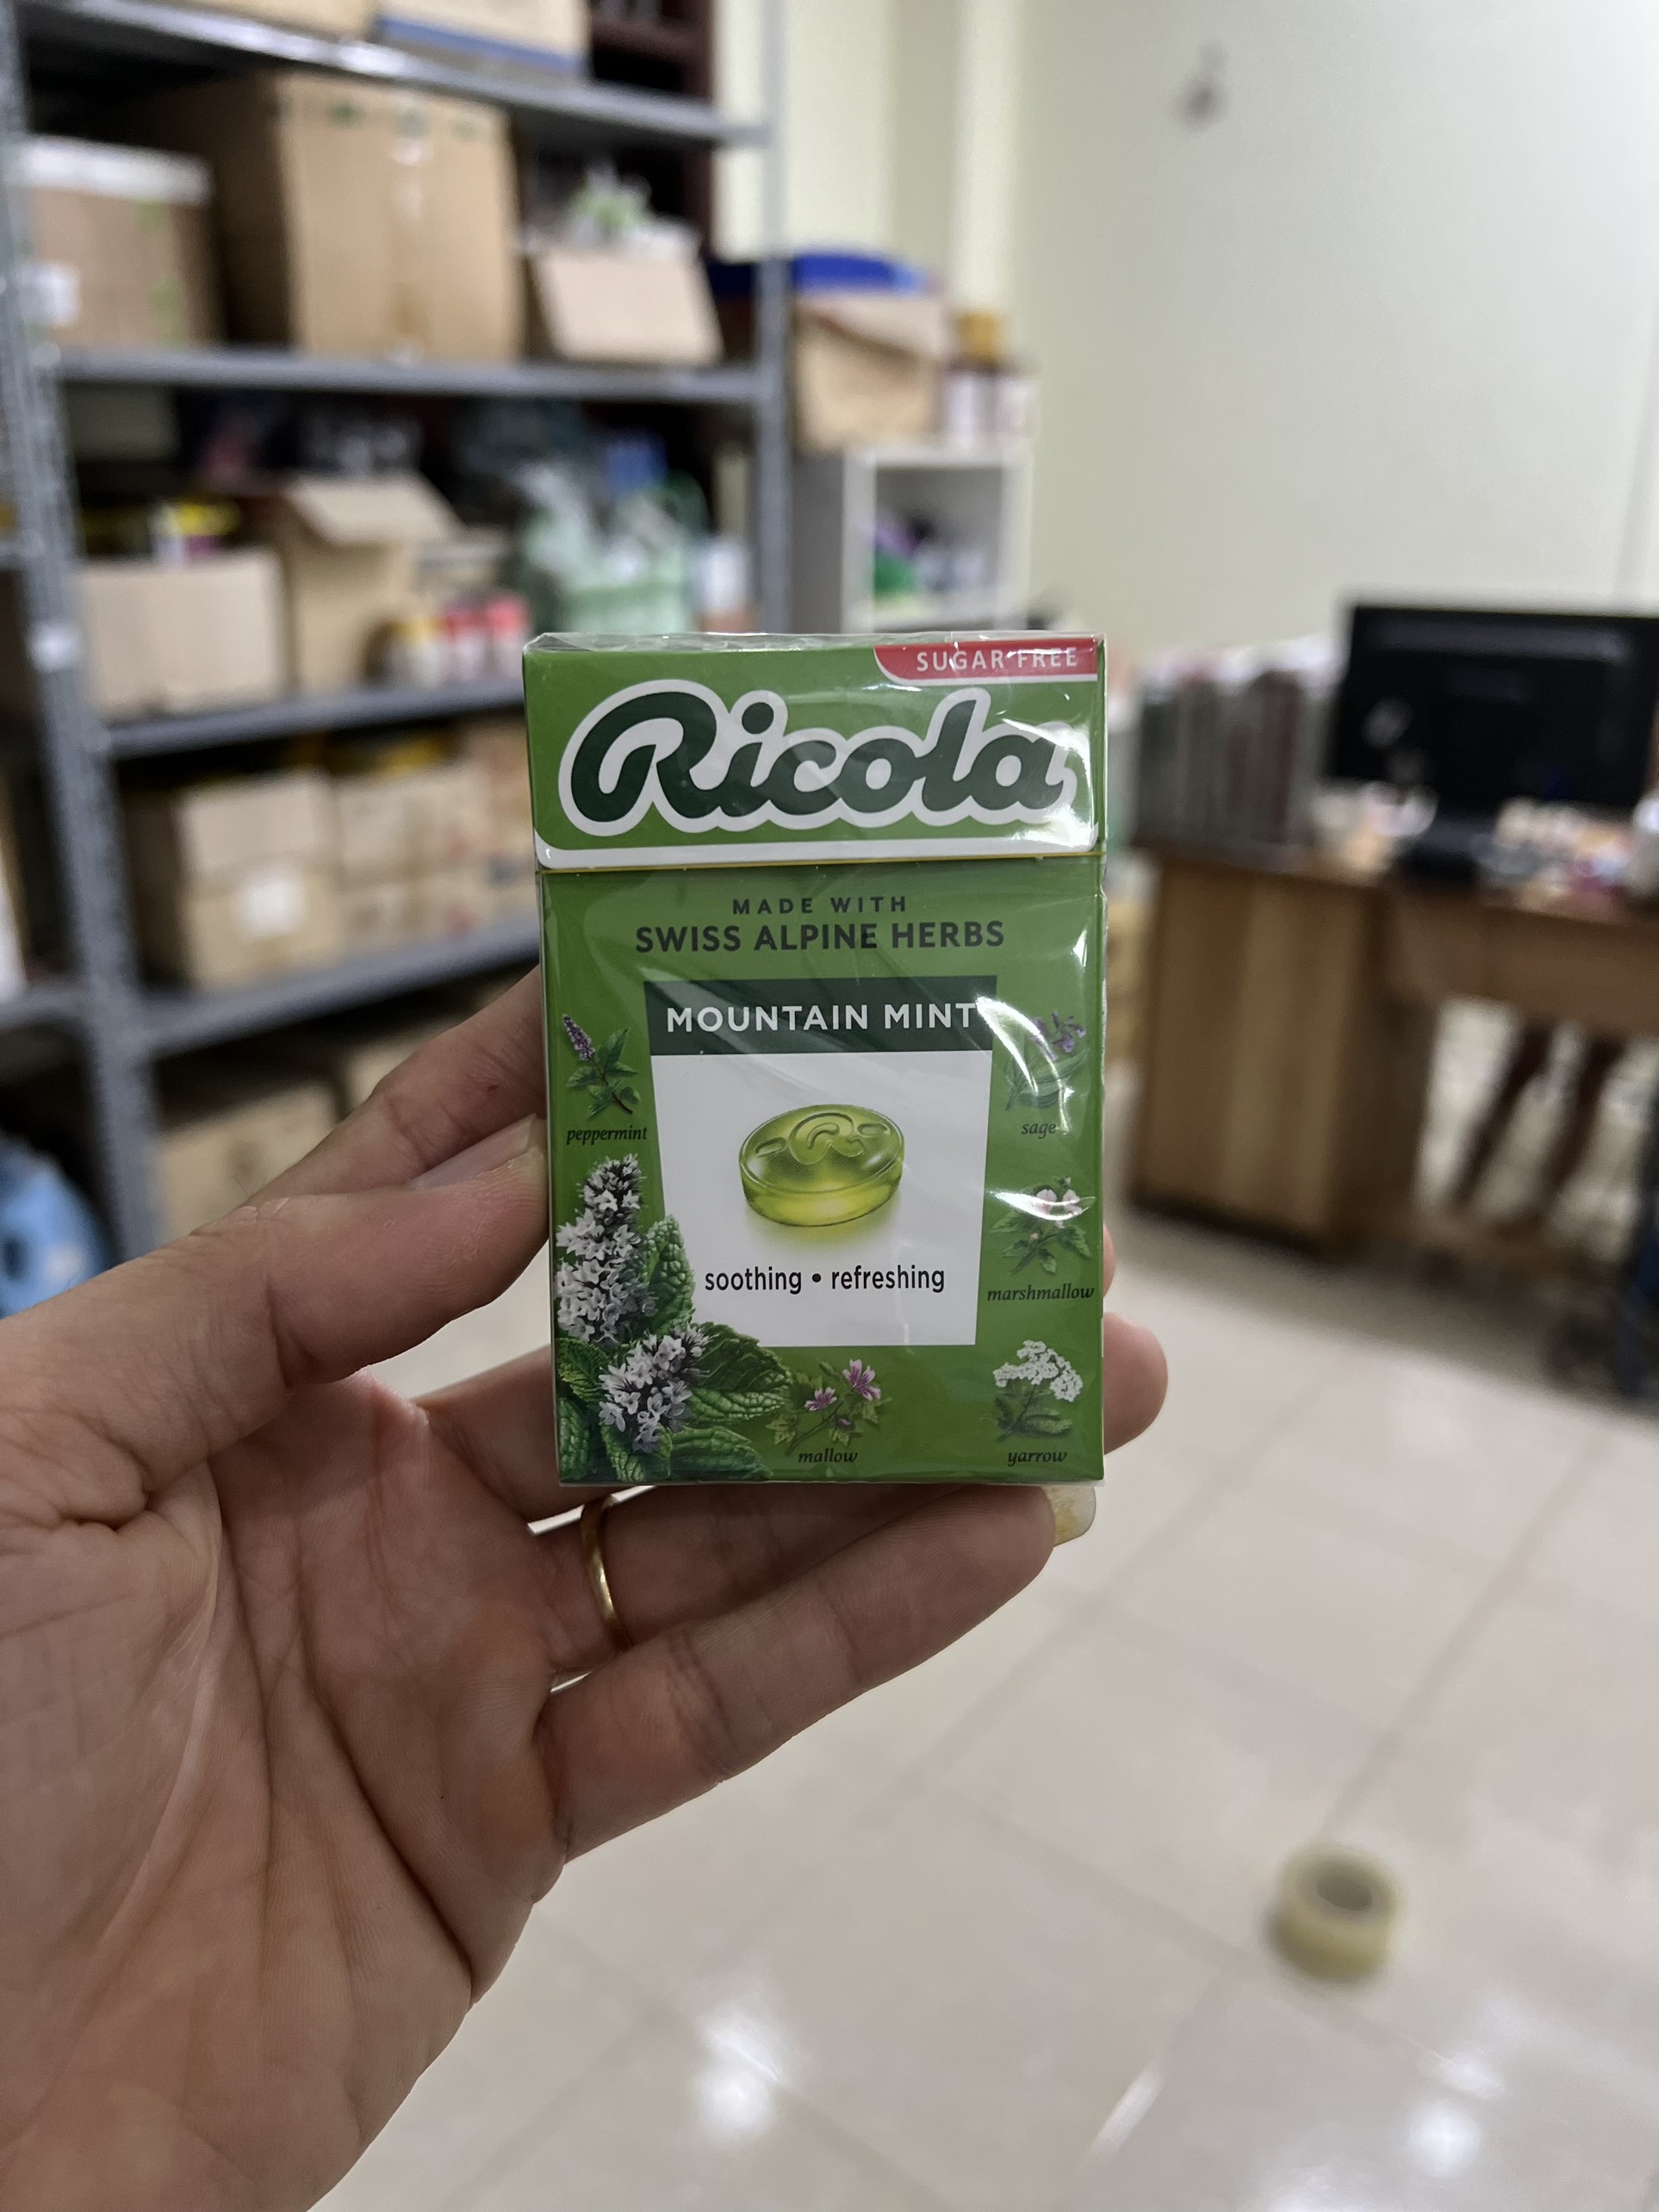 SUGAR FREE
Ricola
MADE WITH
SWISS ALPINE HERBS
MOUNTAIN MINT
peppermint
sage
soothing • refreshing
marshmallow
mallow
yarrow